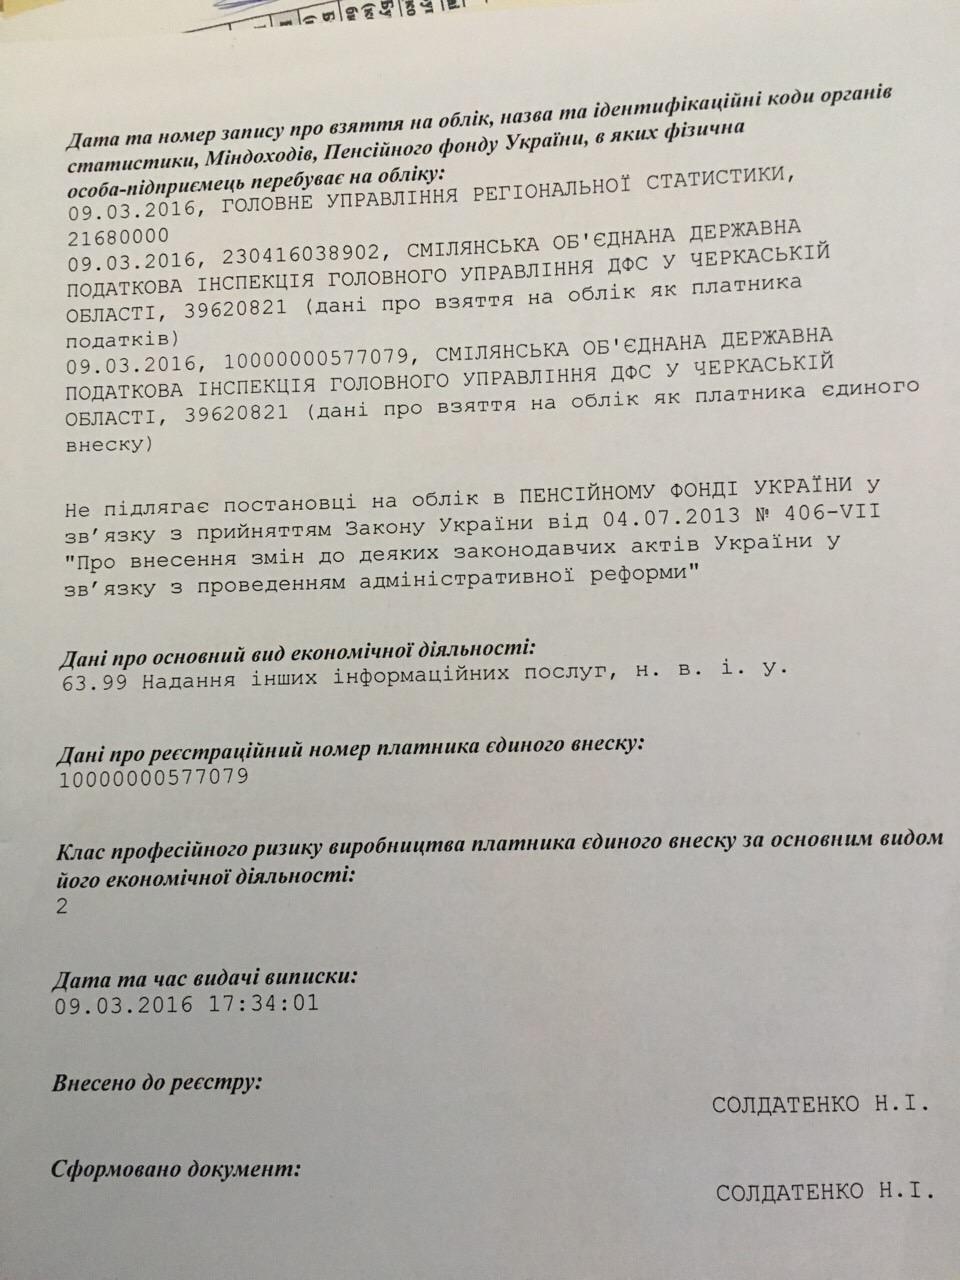 Дата та номер запису про взяття на облік, назва та ідентифікаційні коди органів
статистики, Міндоходів, Пенсійного фонду України, в яких фізична
особа-підприємець перебуває на обліку:
09.03.2016, ГОЛОВНЕ УПРАВЛІННЯ РЕГІОНАЛЬНОЇ СТАТИСТИКИ,
21680000
09.03.2016, 230416038902, СМІЛЯНСЬКА ОБ'ЄДНАНА ДЕРЖАВНА
ПОДАТКОВА ІНСПЕКЦІЯ ГОЛОВНОГО УПРАВЛІННЯ ДФС У ЧЕРКАСЬКІЙ
ОБЛАСТІ, 39620821 (дані про взяття на облік як платника
податків)
09.03.2016, 10000000577079, СМІЛЯНСЬКА ОБ'ЄДНАНА ДЕРЖАВНА
ПОДАТКОВА ІНСПЕКЦІЯ ГОЛОВНОГО УПРАВЛІННЯ ДФС У ЧЕРКАСЬКІЙ
ОБЛАСТІ, 39620821 (дані про взяття на облік як платника єдиного
внеску)
Не підлягає постановці на облік в ПЕНСІЙНОМУ ФОНДІ УКРАЇНИ у
зв’язку з прийняттям Закону України від 04.07.2013 № 406-VII
"Про внесення змін до деяких законодавчих актів України у
зв’язку з проведенням адміністративної реформи"
Дані про основний вид економічної діяльності:
63.99 Надання інших інформаційних послуг, н. в. і. у.
Дані про реєстраційний номер платника єдиного внеску:
10000000577079
Клас професійного ризику виробництва платника єдиного внеску за основним видом
його економічної діяльності:
2
Дата та час видачі виписки:
09.03.2016 17:34:01
Внесено до реєстру:
СОЛДАТЕНКО Н.І.
Сформовано документ:
СОЛДАТЕНКО Н.І.